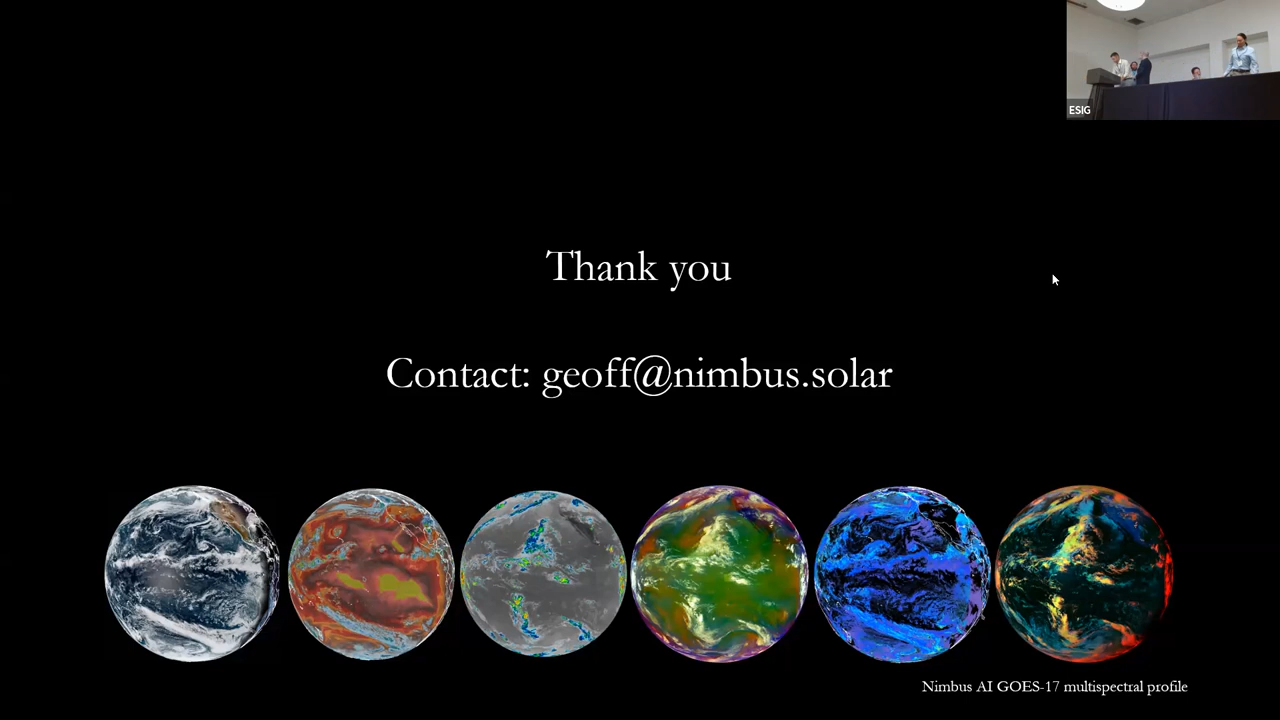 ESIG
Thank you
Contact: geoff@nimbus.solar
Nimbus AI GOES-17 multispectral profile